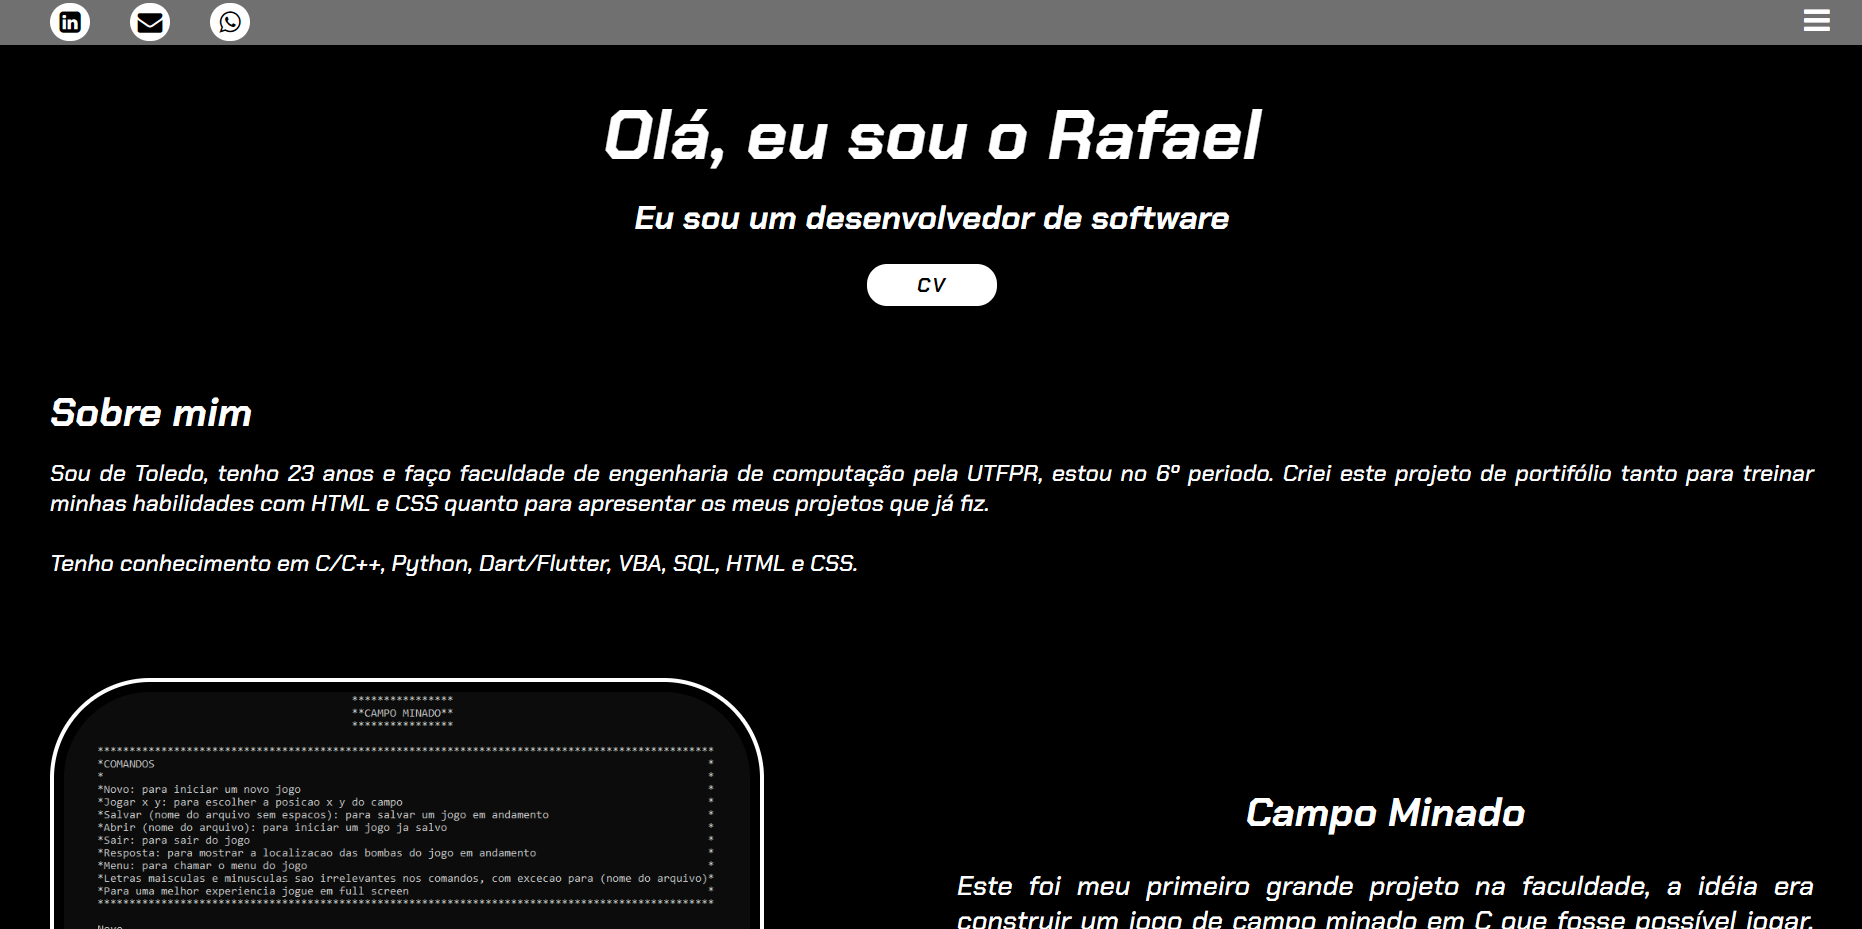 in
Olá, eu sou o Rafael
Eu sou um desenvolvedor de software
CV
Sobre mim
Sou de Toledo, tenho 23 anos e faço faculdade de engenharia de computação pela UTFPR, estou no 6º periodo. Criei este projeto de portifólio tanto para treinar
minhas habilidades com HTML e CSS quanto para apresentar os meus projetos que já fiz.
Tenho conhecimento em C/C++, Python, Dart/Flutter, VBA, SQL, HTML e CSS.
****************
**CAMPO MINADO**
****************
*************************************************************************************************
*COMANDOS *
* *
*Novo: para iniciar um novo jogo *
*Jogar x y: para escolher a posicao x y do campo *
*Salvar (nome do arquivo sem espacos): para salvar um jogo em andamento *
*Abrir (nome do arquivo): para iniciar um jogo ja salvo *
*Sair: para sair do jogo *
*Resposta: para mostrar a localizacao das bombas do jogo em andamento *
*Menu: para chamar o menu do jogo *
*Letras maisculas e minusculas sao irrelevantes nos comandos, com excecao para (nome do arquivo)*
*Para uma melhor experiencia jogue em full screen *
*************************************************************************************************
Novo
Campo Minado
Este foi meu primeiro grande projeto na faculdade, a idéia era
construir um jogo de campo minado em C que fosse possível jogar,